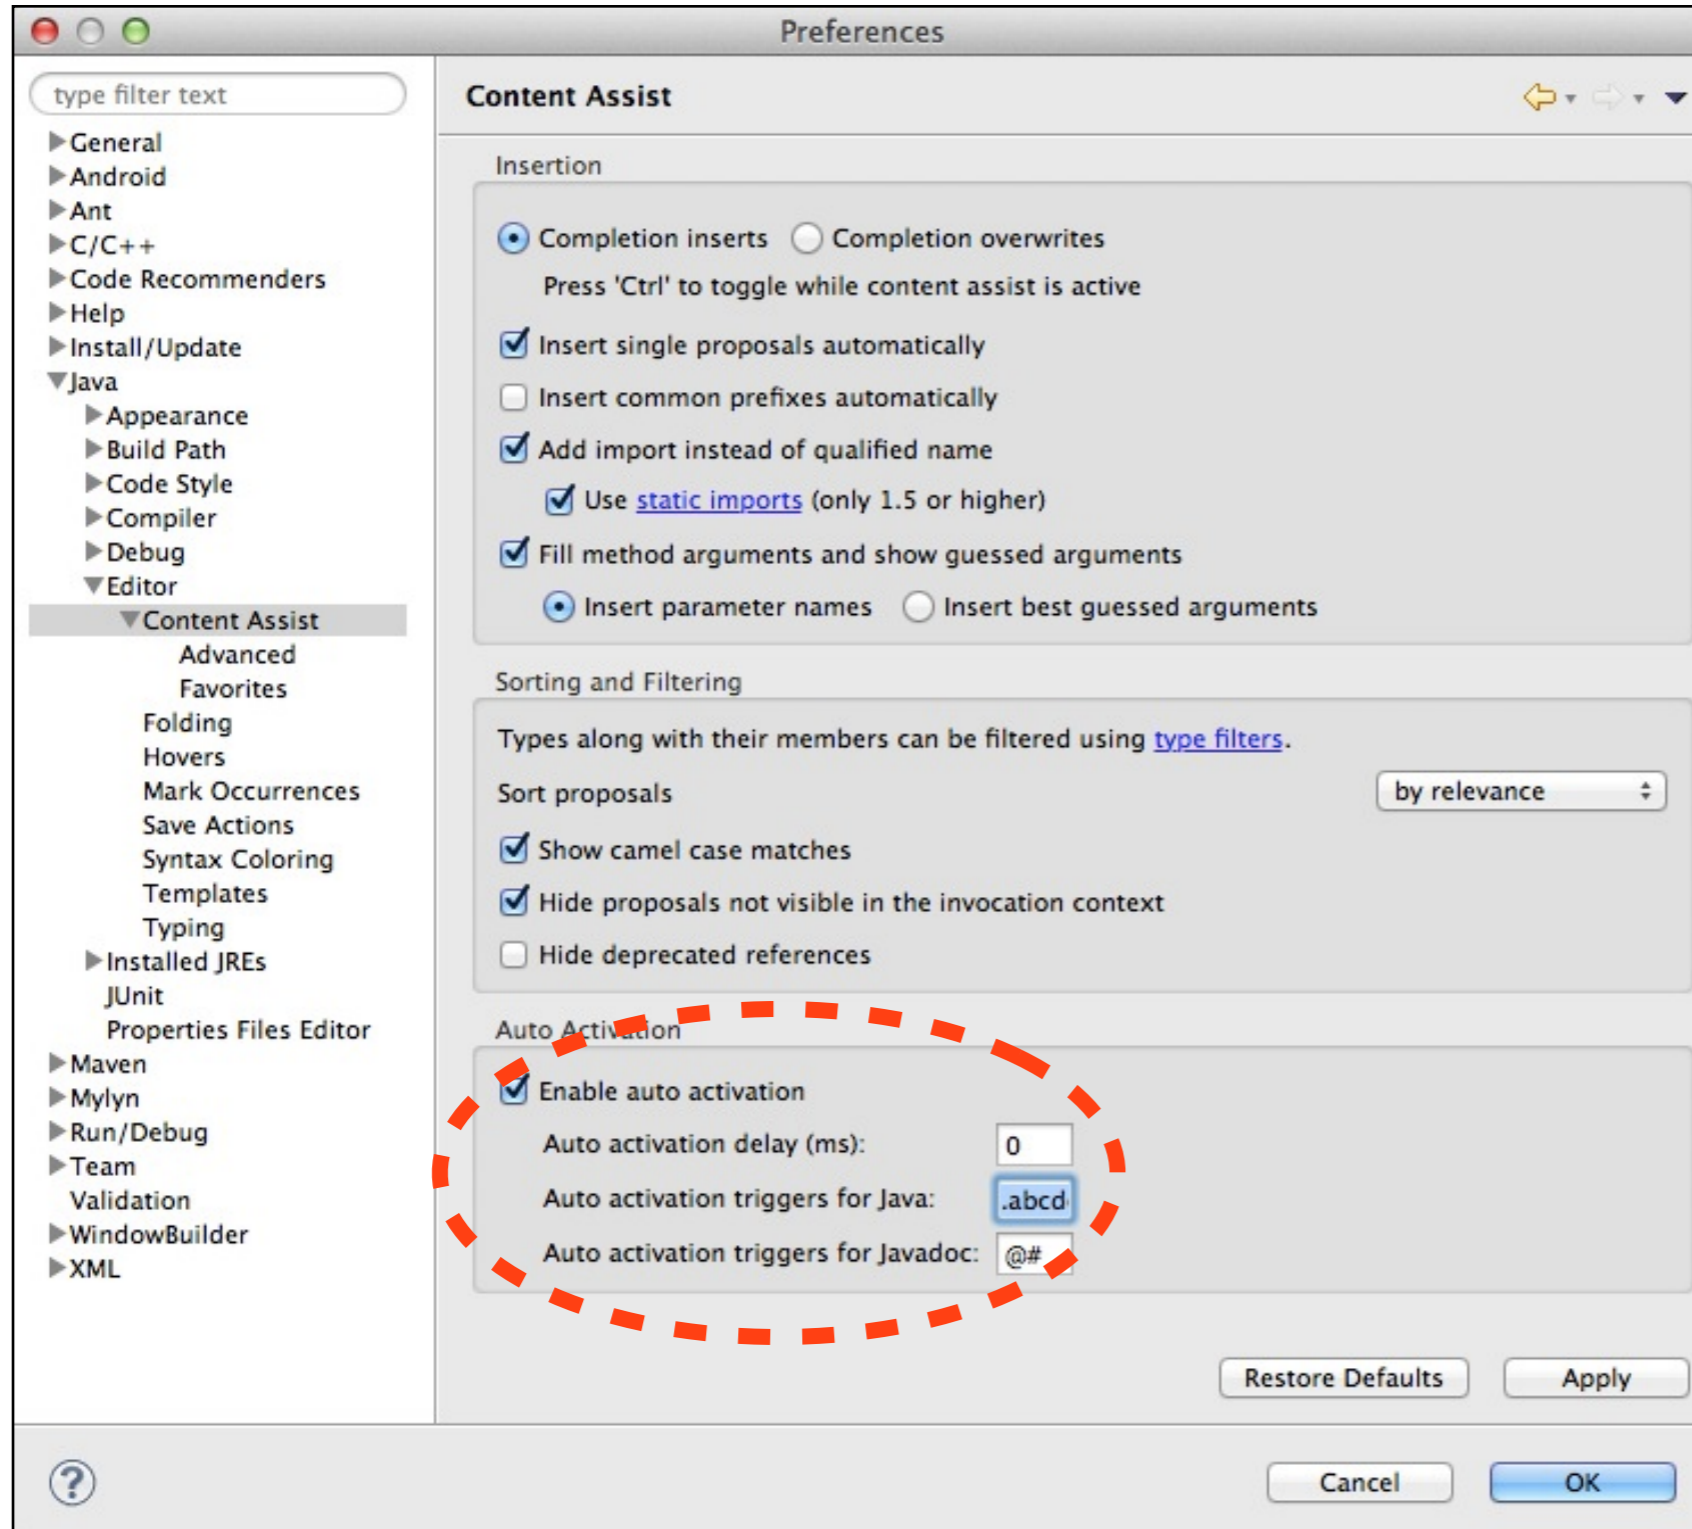 Preferences
type filter text
General
Android
Ant
C/C++
Code Recommenders
Help
Install/Update
Java
Appearance
Build Path
Code Style
Compiler
Debug
Editor
Content Assist
Advanced
Favorites
Folding
Hovers
Mark Occurrences
Save Actions
Syntax Coloring
Templates
Typing
Installed JREs
JUnit
Properties Files Editor
Maven
Mylyn
Run/Debug
Team
Validation
WindowBuilder
XML
Content Assist
Insertion
Completion inserts Completion overwrites
Press 'Ctrl' to toggle while content assist is active
Insert single proposals automatically
Insert common prefixes automatically
Add import instead of qualified name
Use static imports (only 1.5 or higher)
Fill method arguments and show guessed arguments
Insert parameter names Insert best guessed arguments
Sorting and Filtering
Types along with their members can be filtered using type filters.
Sort proposals by relevance
Show camel case matches
Hide proposals not visible in the invocation context
Hide deprecated references
Auto Activation
Enable auto activation
Auto activation delay (ms): 0
Auto activation triggers for Java: .abcd
Auto activation triggers for Javadoc: @#
Restore Defaults Apply
? Cancel OK